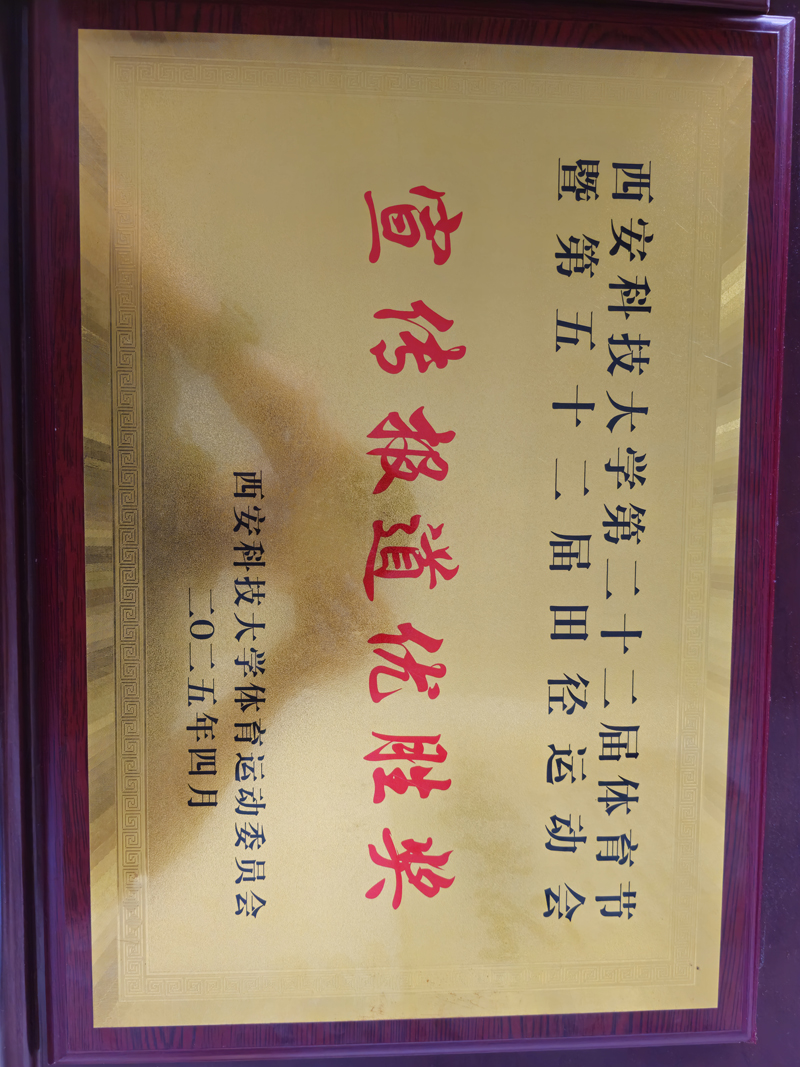 西安科技大学第二十二届体育节
暨第五十二届田径运动会
宣传报道优胜奖
西安科技大学体育运动委员会
二〇二五年四月